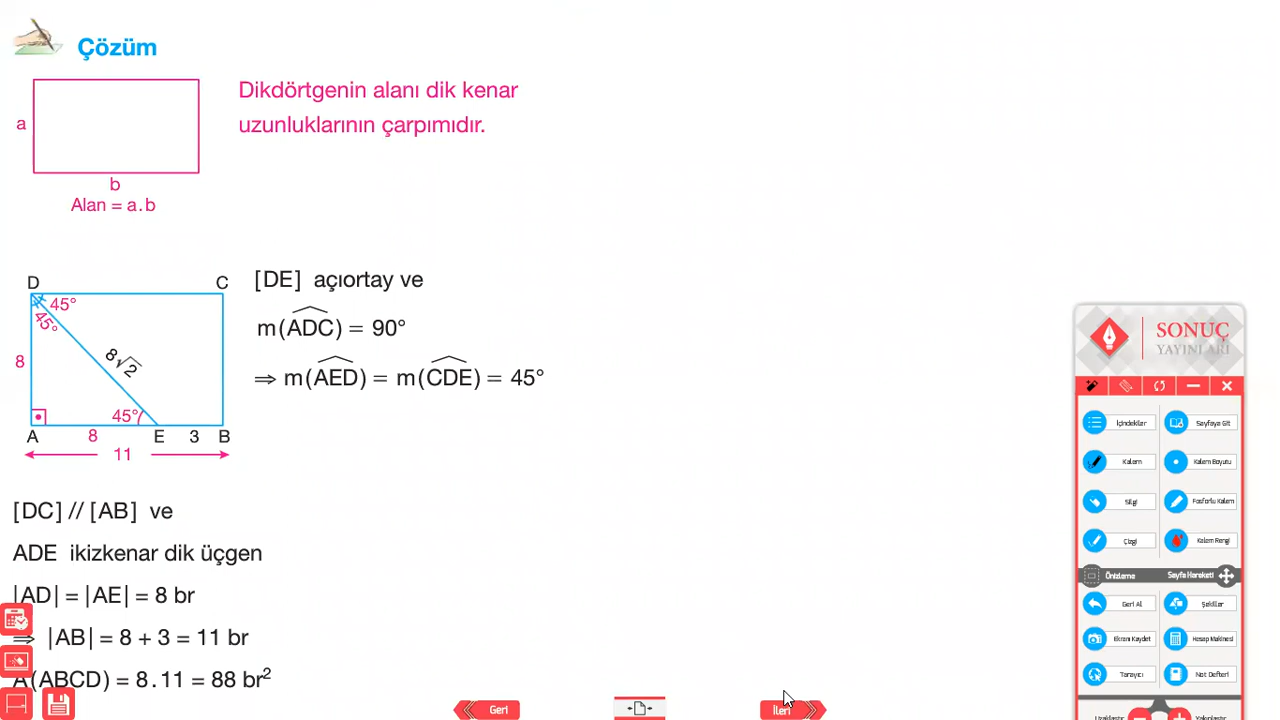 Çözüm
Dikdörtgenin alanı dik kenar
uzunluklarının çarpımıdır.
a
b
Alan = a.b
D
C
45°
45°
8
8√2
45°
A
8
E
3
B
11
[DE] açıortay ve
m(ADC) = 90°
⇒ m(AED) = m(CDE) = 45°
[DC] // [AB] ve
ADE ikizkenar dik üçgen
|AD| = |AE| = 8 br
⇒ |AB| = 8 + 3 = 11 br
A(ABCD) = 8.11 = 88 br²
SONUÇ
YAYINLARI
İçindekiler
Sayfaya Git
Kalem
Kalem Boyutu
Silgi
Fosforlu Kalem
Çizgi
Kalem Rengi
Önizleme
Sayfa Hareketi
Geri Al
Şekiller
Ekranı Kaydet
Hesap Makinesi
Tarayıcı
Not Defteri
Uzaklaştır
Yakınlaştır
Geri
İleri